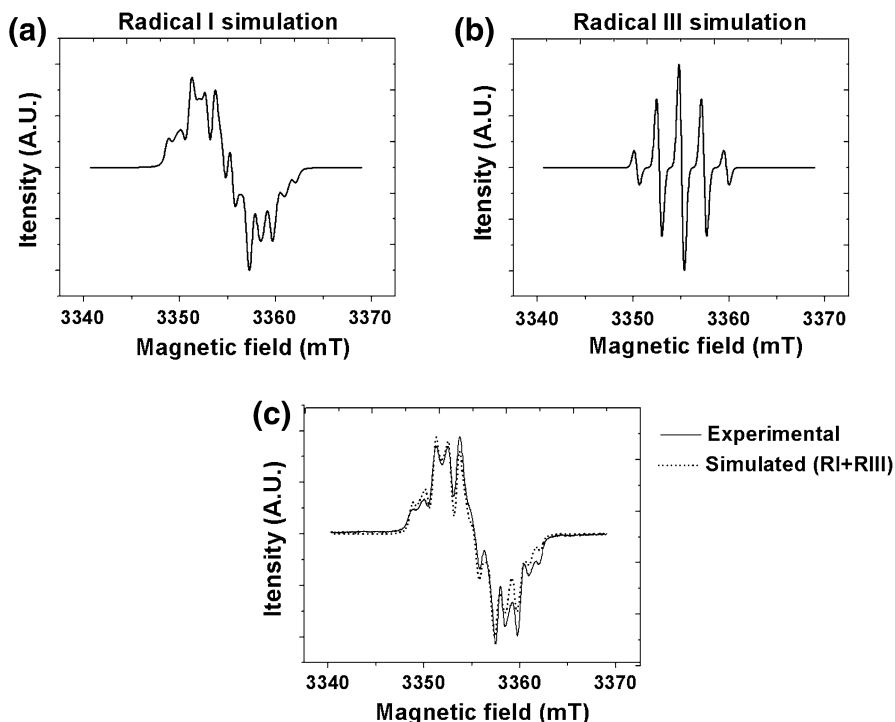 (a)
Radical I simulation
Itensity (A.U.)
3340 3350 3360 3370
Magnetic field (mT)
(b)
Radical III simulation
Itensity (A.U.)
3340 3350 3360 3370
Magnetic field (mT)
(c)
Itensity (A.U.)
3340 3350 3360 3370
Magnetic field (mT)
Experimental
Simulated (RI+RIII)